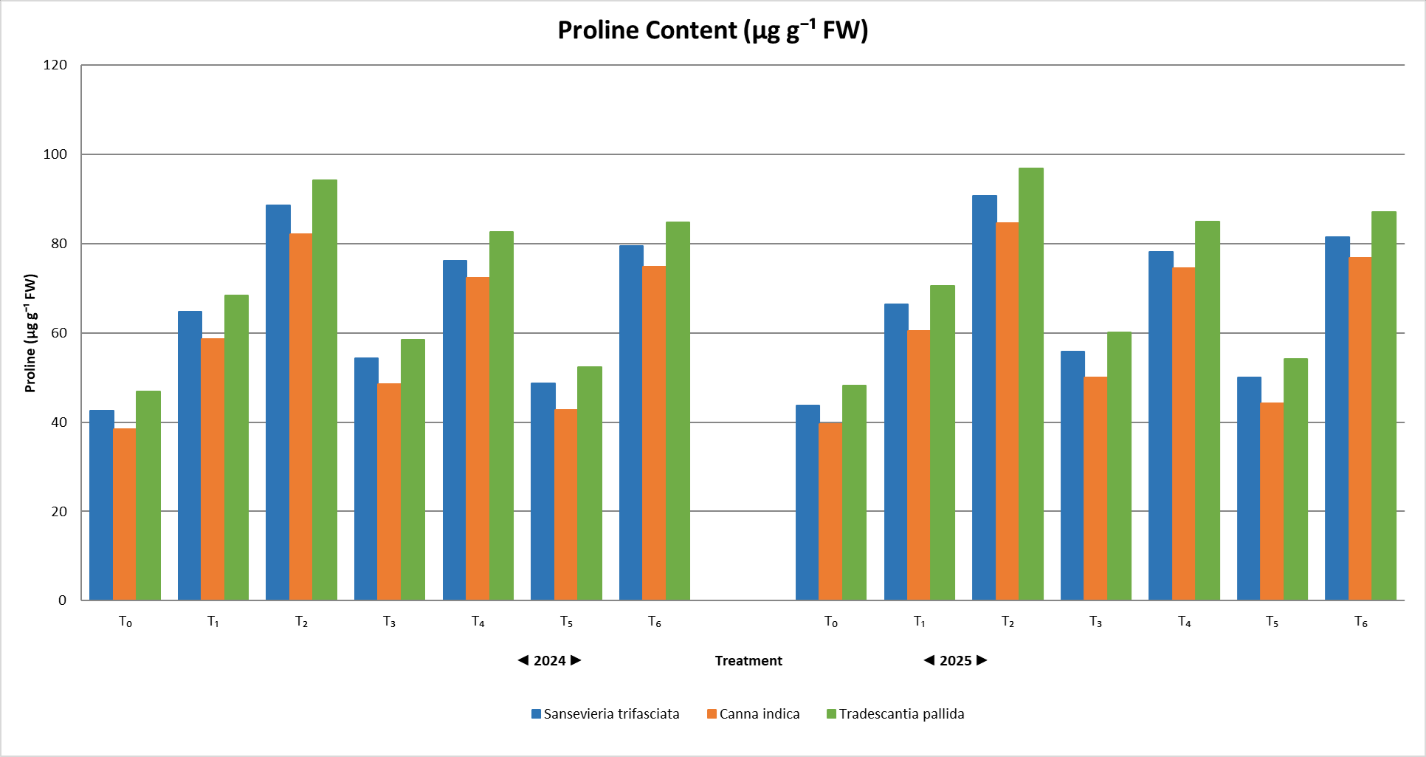 Proline Content (µg g⁻¹ FW)
Proline (µg g⁻¹ FW)
120
100
80
60
40
20
0
T₀ T₁ T₂ T₃ T₄ T₅ T₆ T₀ T₁ T₂ T₃ T₄ T₅ T₆
◄ 2024 ► Treatment ◄ 2025 ►
Sansevieria trifasciata Canna indica Tradescantia pallida